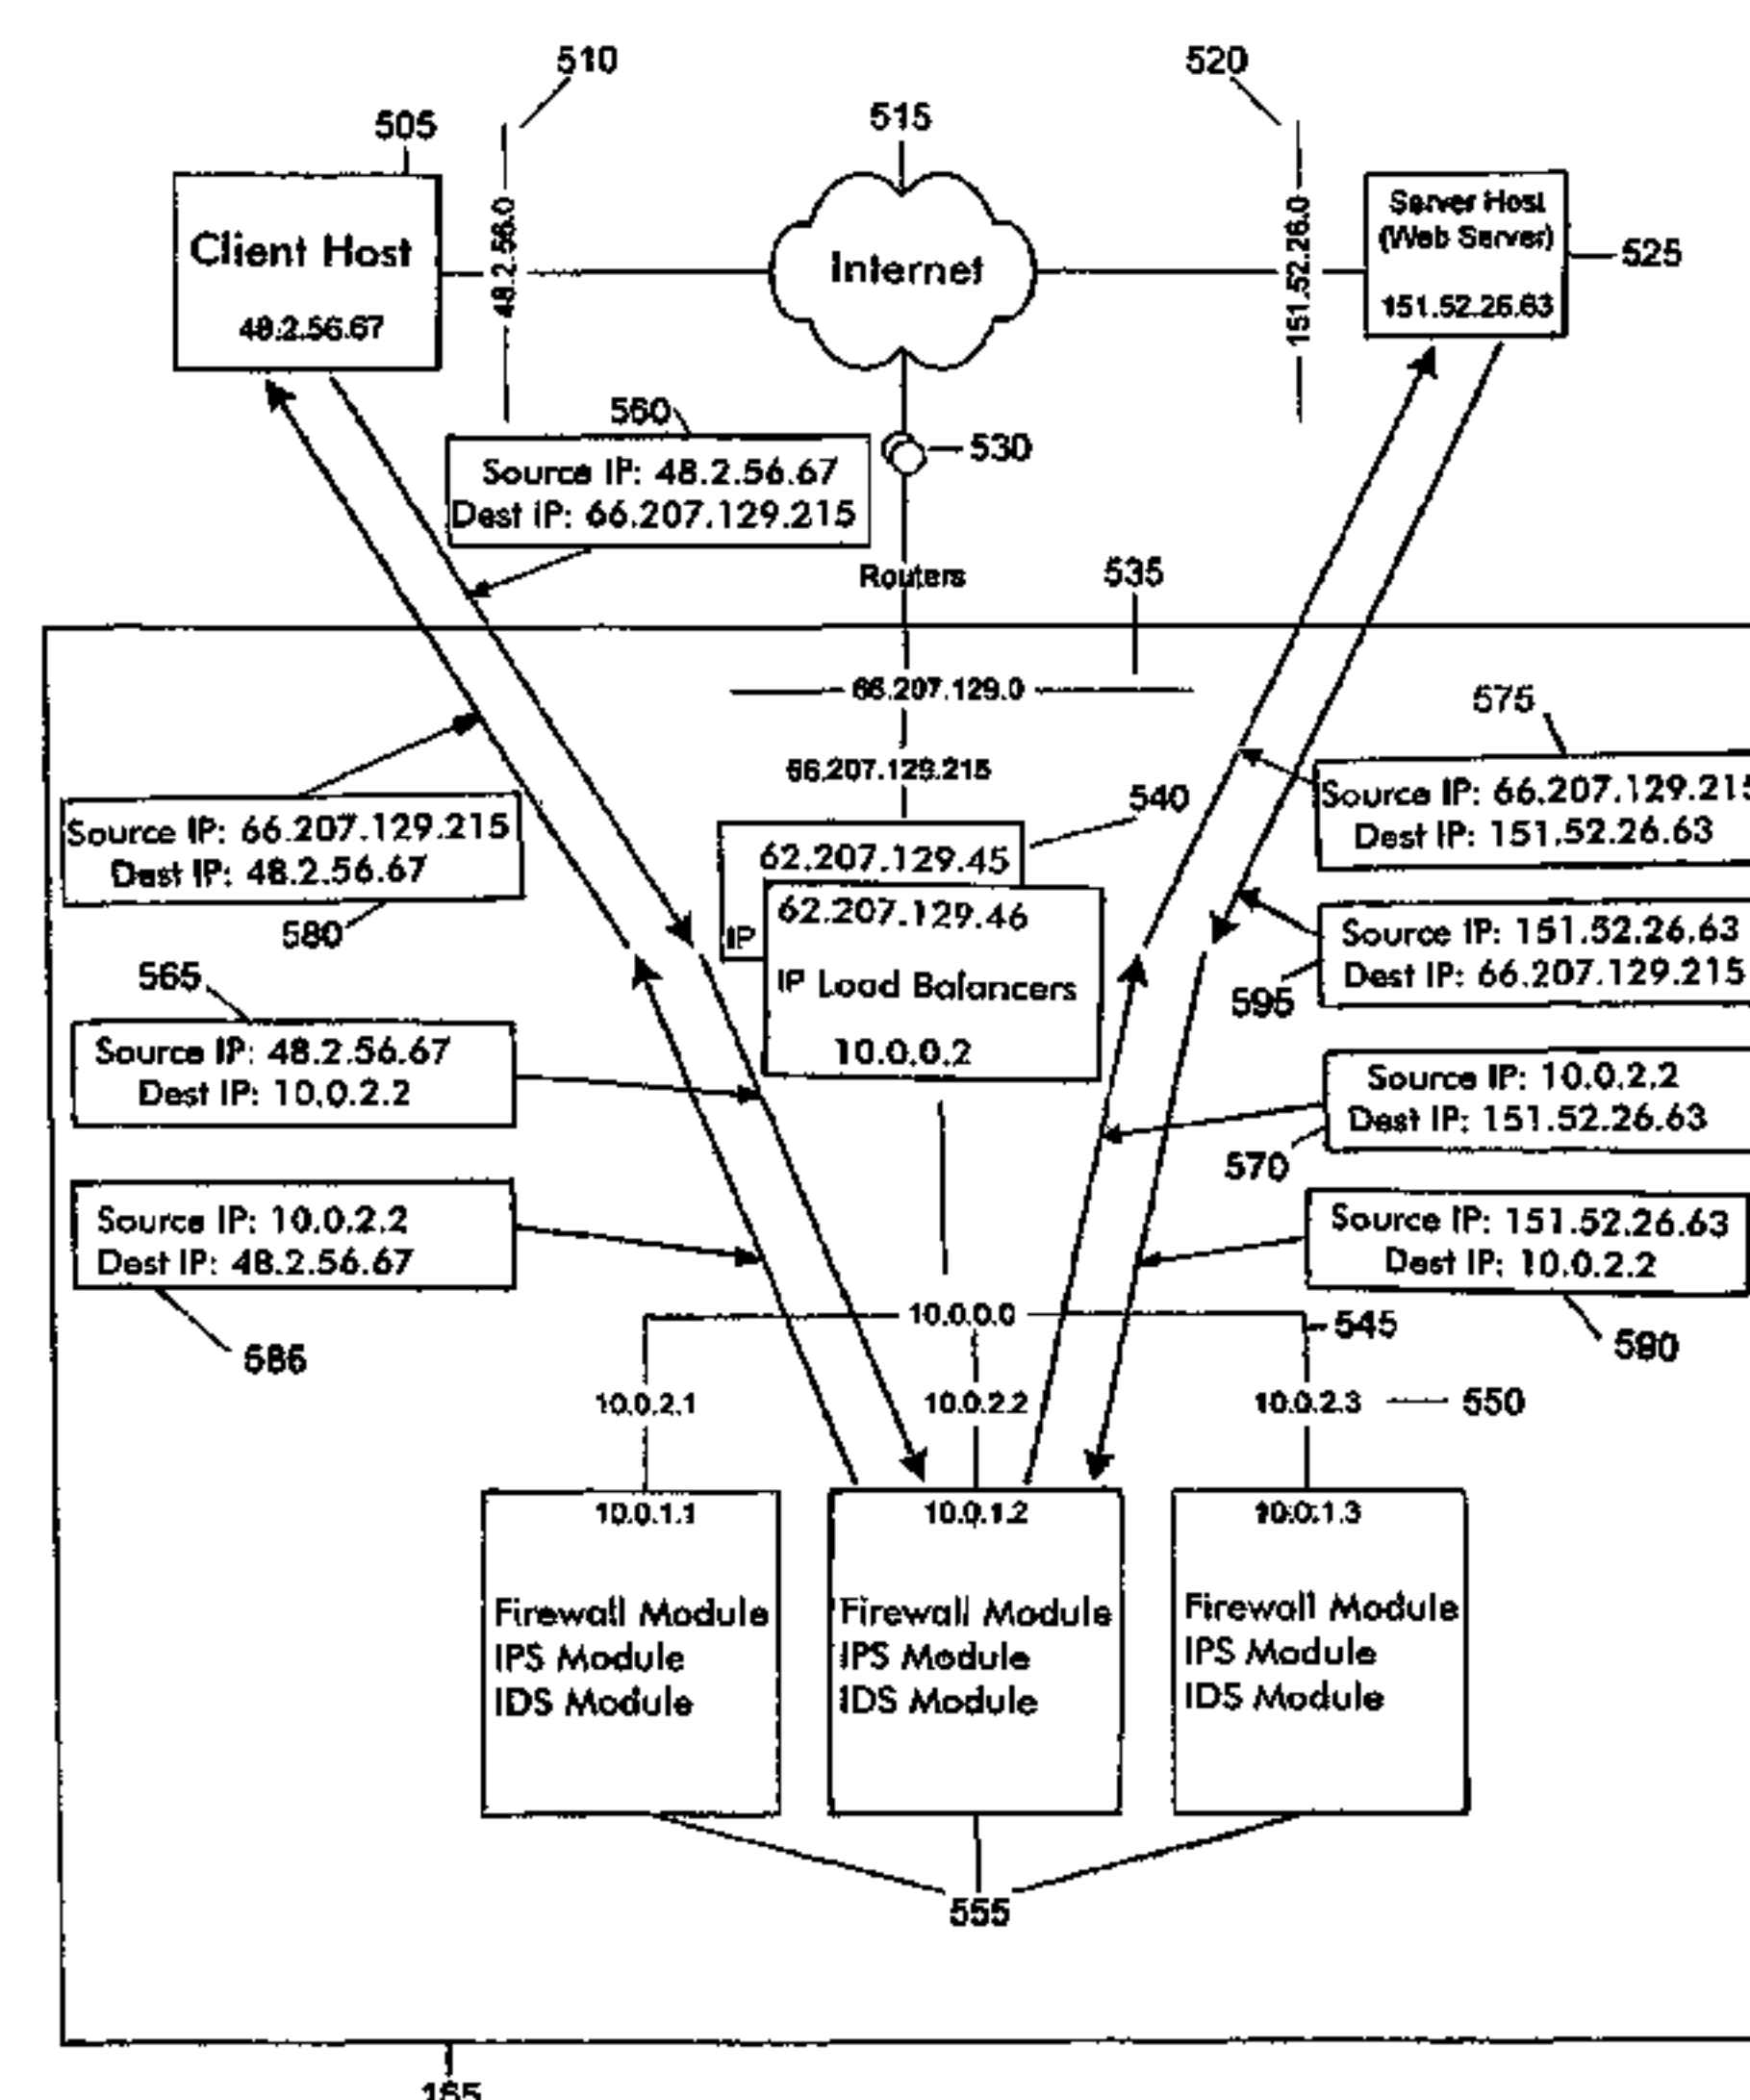 510
520
505
515
Client Host
48.2.56.67
48.2.56.0
Internet
151.52.26.0
Server Host
(Web Server)
151.52.26.63
525
560
530
Source IP: 48.2.56.67
Dest IP: 66.207.129.215
Routers
535
66.207.129.0
575
66.207.129.215
540
Source IP: 66.207.129.215
Dest IP: 48.2.56.67
580
Source IP: 66.207.129.215
Dest IP: 151.52.26.63
62.207.129.45
IP
62.207.129.46
IP Load Balancers
10.0.0.2
Source IP: 151.52.26.63
Dest IP: 66.207.129.215
595
565
Source IP: 48.2.56.67
Dest IP: 10.0.2.2
Source IP: 10.0.2.2
Dest IP: 151.52.26.63
570
Source IP: 10.0.2.2
Dest IP: 48.2.56.67
585
Source IP: 151.52.26.63
Dest IP: 10.0.2.2
590
10.0.0.0
545
10.0.2.1
10.0.2.2
10.0.2.3
550
10.0.1.1
Firewall Module
IPS Module
IDS Module
10.0.1.2
Firewall Module
IPS Module
IDS Module
10.0.1.3
Firewall Module
IPS Module
IDS Module
555
165